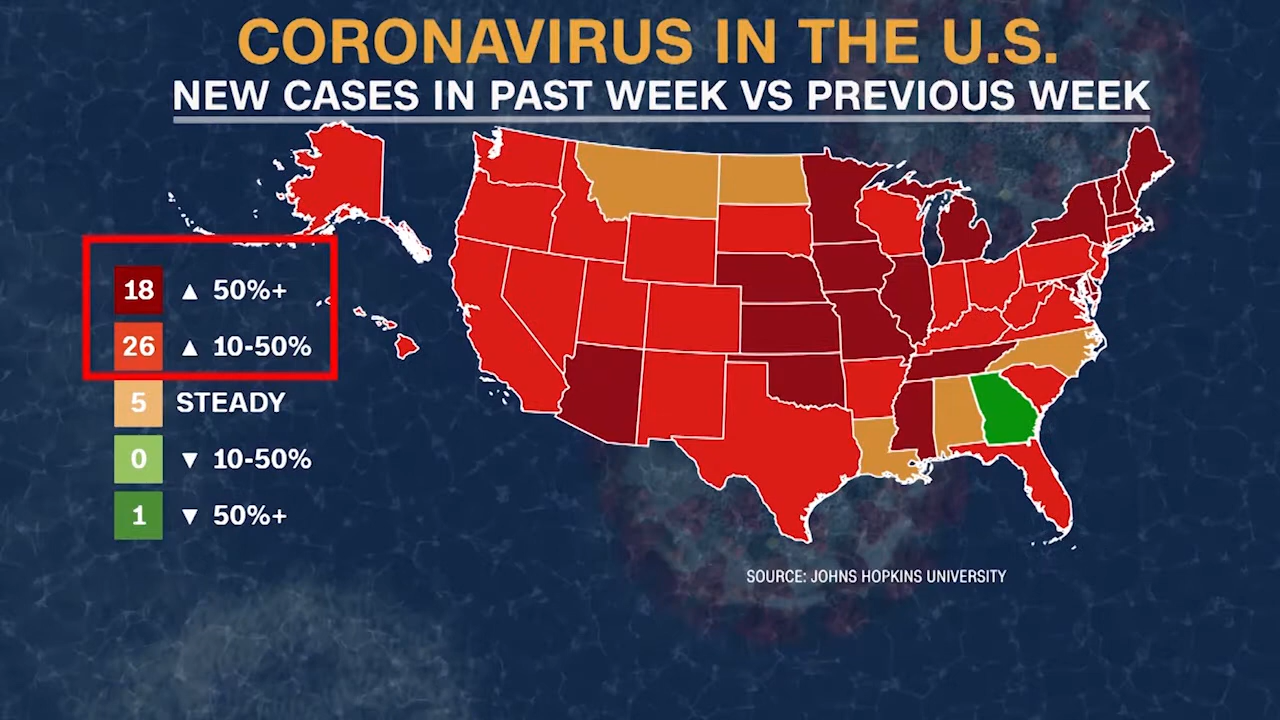 CORONAVIRUS IN THE U.S.
NEW CASES IN PAST WEEK VS PREVIOUS WEEK
18 ▲ 50%+
26 ▲ 10-50%
5 STEADY
0 ▼ 10-50%
1 ▼ 50%+
SOURCE: JOHNS HOPKINS UNIVERSITY